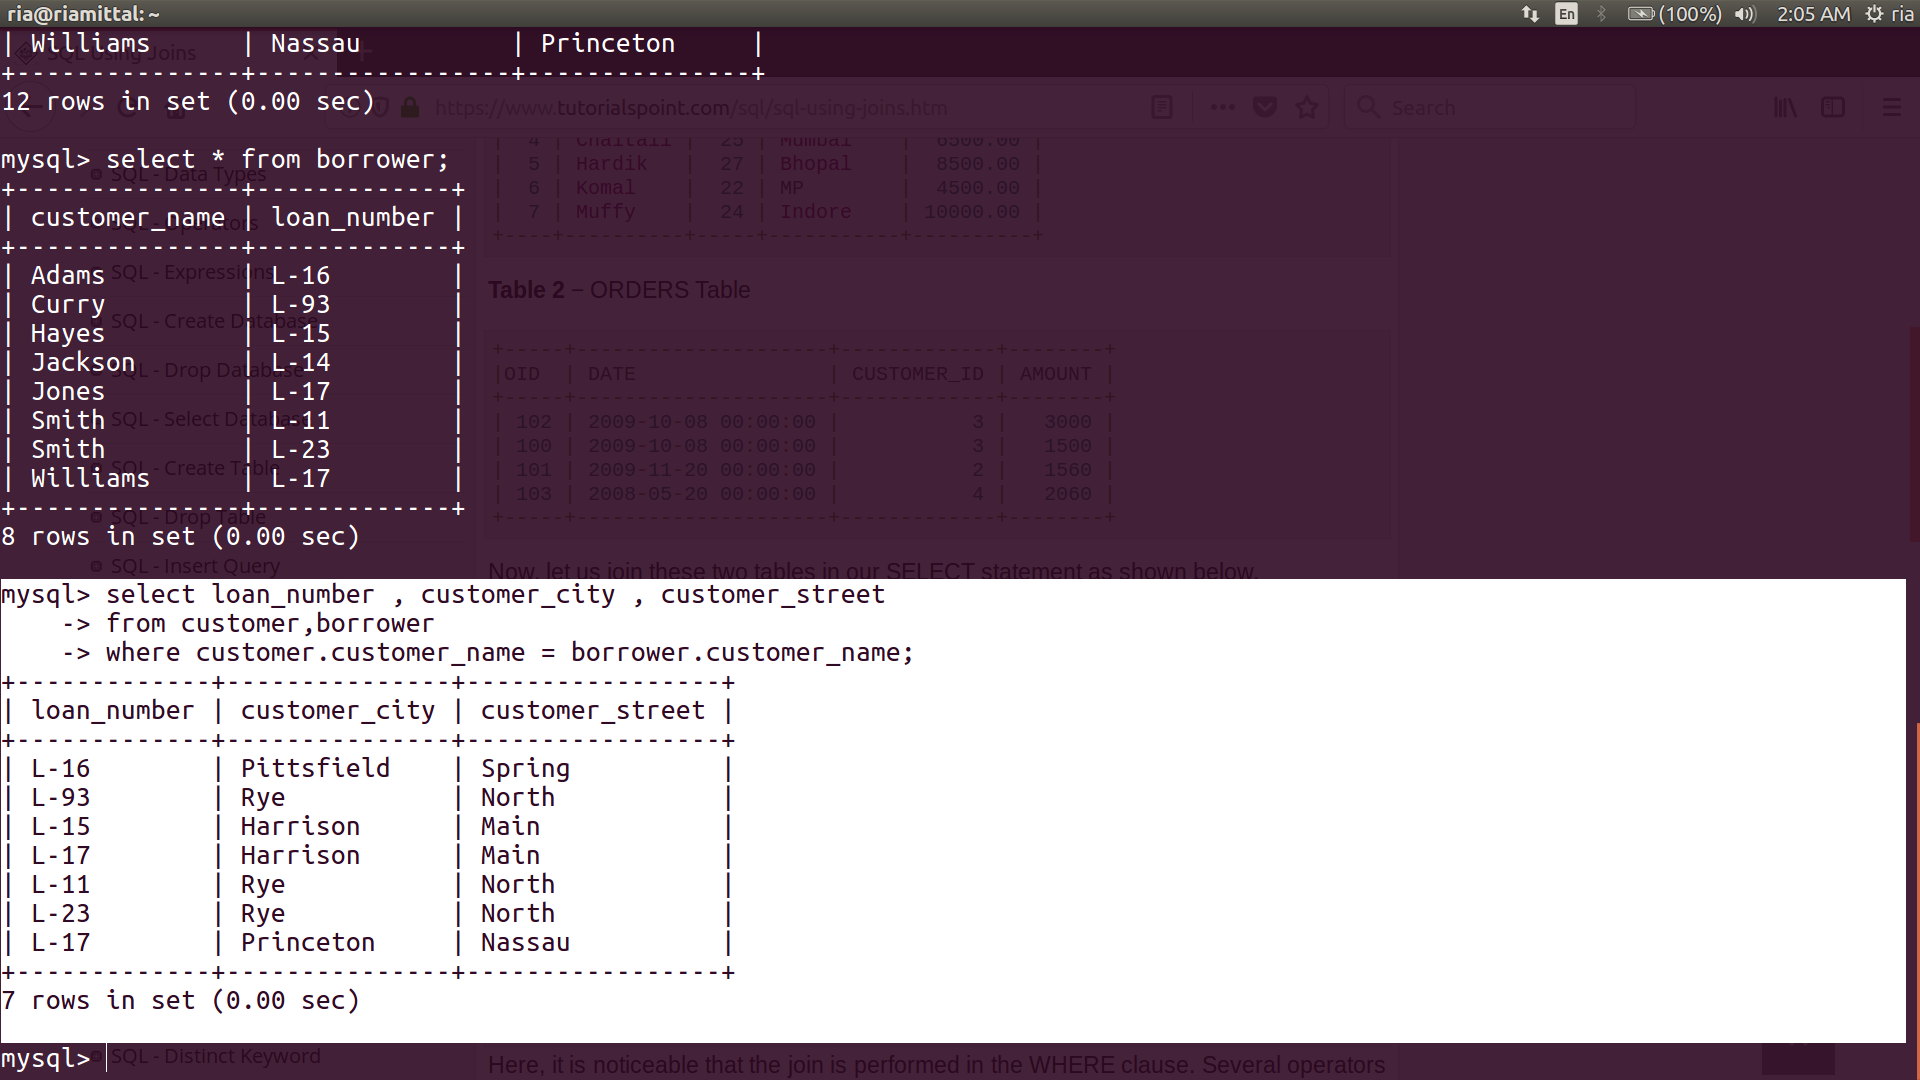 ria@riamittal: ~
En (100%) 2:05 AM ria
| Williams      | Nassau          | Princeton     |
+---------------+-----------------+---------------+
12 rows in set (0.00 sec)
SQL Using Joins
https://www.tutorialspoint.com/sql/sql-using-joins.htm
Search
mysql> select * from borrower;
+---------------+-------------+
| customer_name | loan_number |
+---------------+-------------+
| Adams         | L-16        |
| Curry         | L-93        |
| Hayes         | L-15        |
| Jackson       | L-14        |
| Jones         | L-17        |
| Smith         | L-11        |
| Smith         | L-23        |
| Williams      | L-17        |
+---------------+-------------+
8 rows in set (0.00 sec)
SQL - Data Types
SQL - Operators
SQL - Expressions
SQL - Create Database
SQL - Drop Database
SQL - Select Database
SQL - Create Table
SQL - Drop Table
SQL - Insert Query
|  4 | Chaitali |  25 | Mumbai    |  6500.00 |
|  5 | Hardik   |  27 | Bhopal    |  8500.00 |
|  6 | Komal    |  22 | MP        |  4500.00 |
|  7 | Muffy    |  24 | Indore    | 10000.00 |
+----+----------+-----+-----------+----------+
Table 2 − ORDERS Table
+-----+---------------------+-------------+--------+
|OID  | DATE                | CUSTOMER_ID | AMOUNT |
+-----+---------------------+-------------+--------+
| 102 | 2009-10-08 00:00:00 |           3 |   3000 |
| 100 | 2009-10-08 00:00:00 |           3 |   1500 |
| 101 | 2009-11-20 00:00:00 |           2 |   1560 |
| 103 | 2008-05-20 00:00:00 |           4 |   2060 |
+-----+---------------------+-------------+--------+
Now, let us join these two tables in our SELECT statement as shown below.
mysql> select loan_number , customer_city , customer_street
    -> from customer,borrower
    -> where customer.customer_name = borrower.customer_name;
+-------------+---------------+-----------------+
| loan_number | customer_city | customer_street |
+-------------+---------------+-----------------+
| L-16        | Pittsfield    | Spring          |
| L-93        | Rye           | North           |
| L-15        | Harrison      | Main            |
| L-17        | Harrison      | Main            |
| L-11        | Rye           | North           |
| L-23        | Rye           | North           |
| L-17        | Princeton     | Nassau          |
+-------------+---------------+-----------------+
7 rows in set (0.00 sec)
mysql>
SQL - Distinct Keyword
Here, it is noticeable that the join is performed in the WHERE clause. Several operators